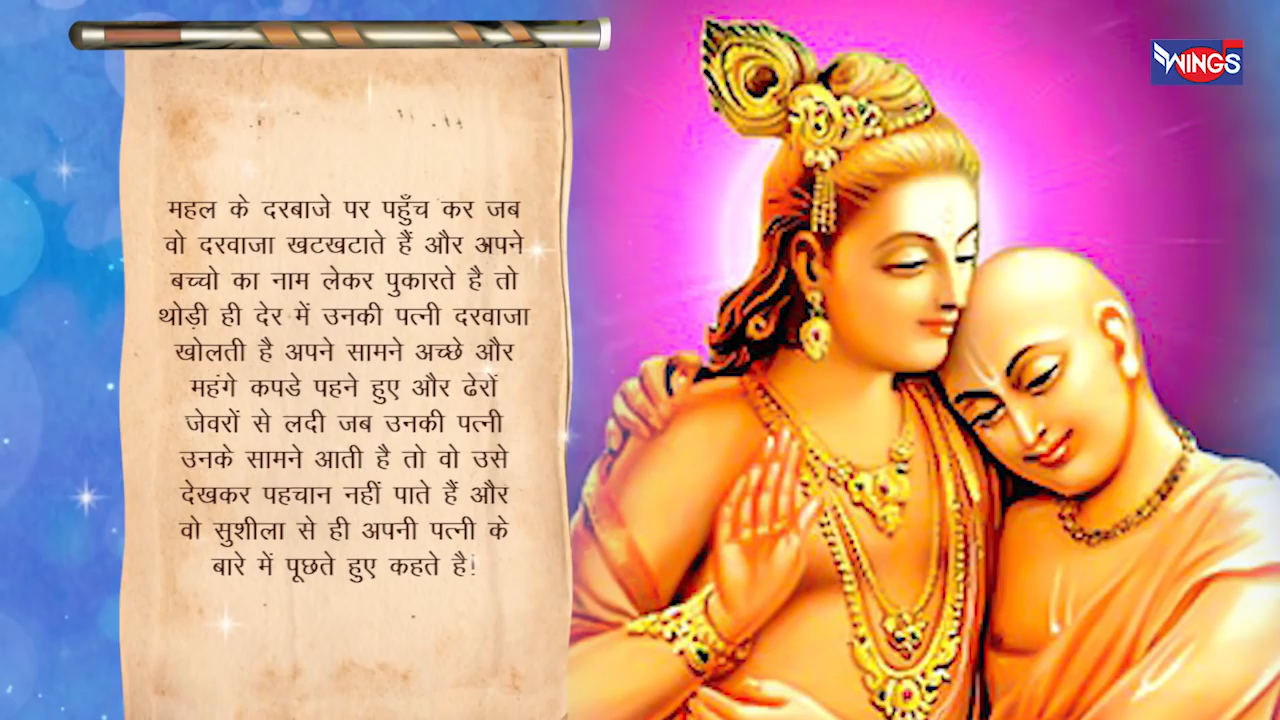 महल के दरबाजे पर पहुँच कर जब
वो दरवाजा खटखटाते हैं और अपने
बच्चो का नाम लेकर पुकारते है तो
थोड़ी ही देर में उनकी पत्नी दरवाजा
खोलती है अपने सामने अच्छे और
महंगे कपडे पहने हुए और ढेरों
जेवरों से लदी जब उनकी पत्नी
उनके सामने आती है तो वो उसे
देखकर पहचान नहीं पाते हैं और
वो सुशीला से ही अपनी पत्नी के
बारे में पूछते हुए कहते है!
WINGS